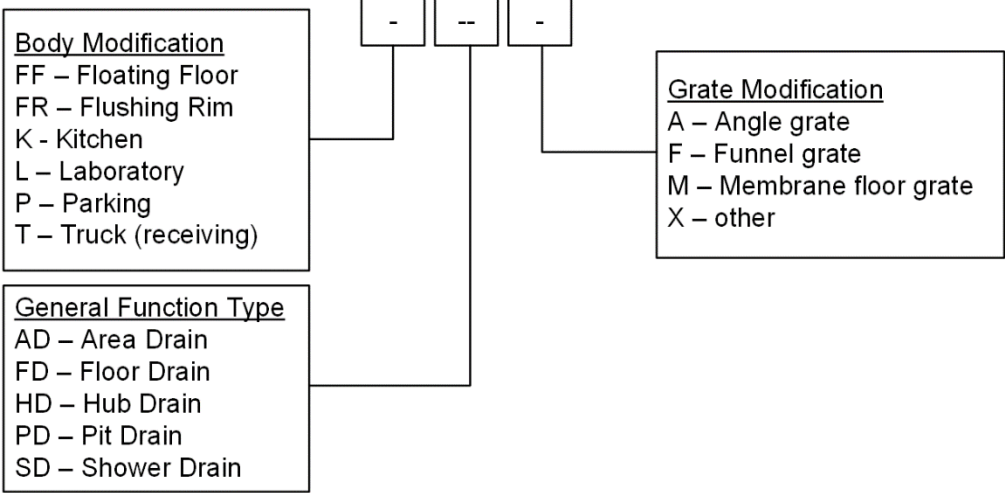 - -- -
Body Modification
FF – Floating Floor
FR – Flushing Rim
K - Kitchen
L – Laboratory
P – Parking
T – Truck (receiving)
General Function Type
AD – Area Drain
FD – Floor Drain
HD – Hub Drain
PD – Pit Drain
SD – Shower Drain
Grate Modification
A – Angle grate
F – Funnel grate
M – Membrane floor grate
X – other